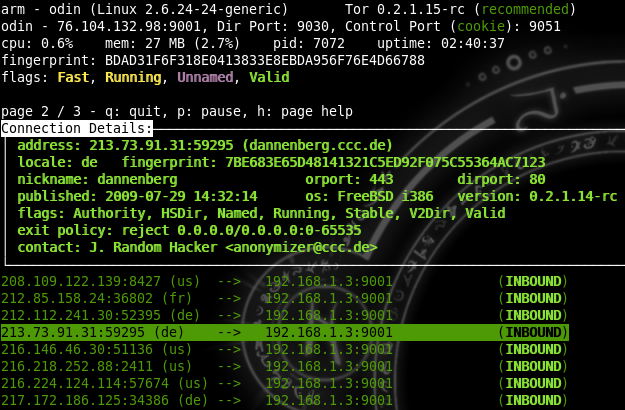 arm - odin (Linux 2.6.24-24-generic) Tor 0.2.1.15-rc (recommended)
odin - 76.104.132.98:9001, Dir Port: 9030, Control Port (cookie): 9051
cpu: 0.6% mem: 27 MB (2.7%) pid: 7072 uptime: 02:40:37
fingerprint: BDAD31F6F318E0413833E8EBDA956F76E4D66788
flags: Fast, Running, Unnamed, Valid
page 2 / 3 - q: quit, p: pause, h: page help
Connection Details:
address: 213.73.91.31:59295 (dannenberg.ccc.de)
locale: de fingerprint: 7BE683E65D48141321C5ED92F075C55364AC7123
nickname: dannenberg orport: 443 dirport: 80
published: 2009-07-29 14:32:14 os: FreeBSD i386 version: 0.2.1.14-rc
flags: Authority, HSDir, Named, Running, Stable, V2Dir, Valid
exit policy: reject 0.0.0.0/0.0.0.0:0-65535
contact: J. Random Hacker <anonymizer@ccc.de>
208.109.122.139:8427 (us) --> 192.168.1.3:9001 (INBOUND)
212.85.158.24:36802 (fr) --> 192.168.1.3:9001 (INBOUND)
212.112.241.30:52395 (de) --> 192.168.1.3:9001 (INBOUND)
213.73.91.31:59295 (de) --> 192.168.1.3:9001 (INBOUND)
216.146.46.30:51136 (us) --> 192.168.1.3:9001 (INBOUND)
216.218.252.88:2411 (us) --> 192.168.1.3:9001 (INBOUND)
216.224.124.114:57674 (us) --> 192.168.1.3:9001 (INBOUND)
217.172.186.125:34386 (de) --> 192.168.1.3:9001 (INBOUND)